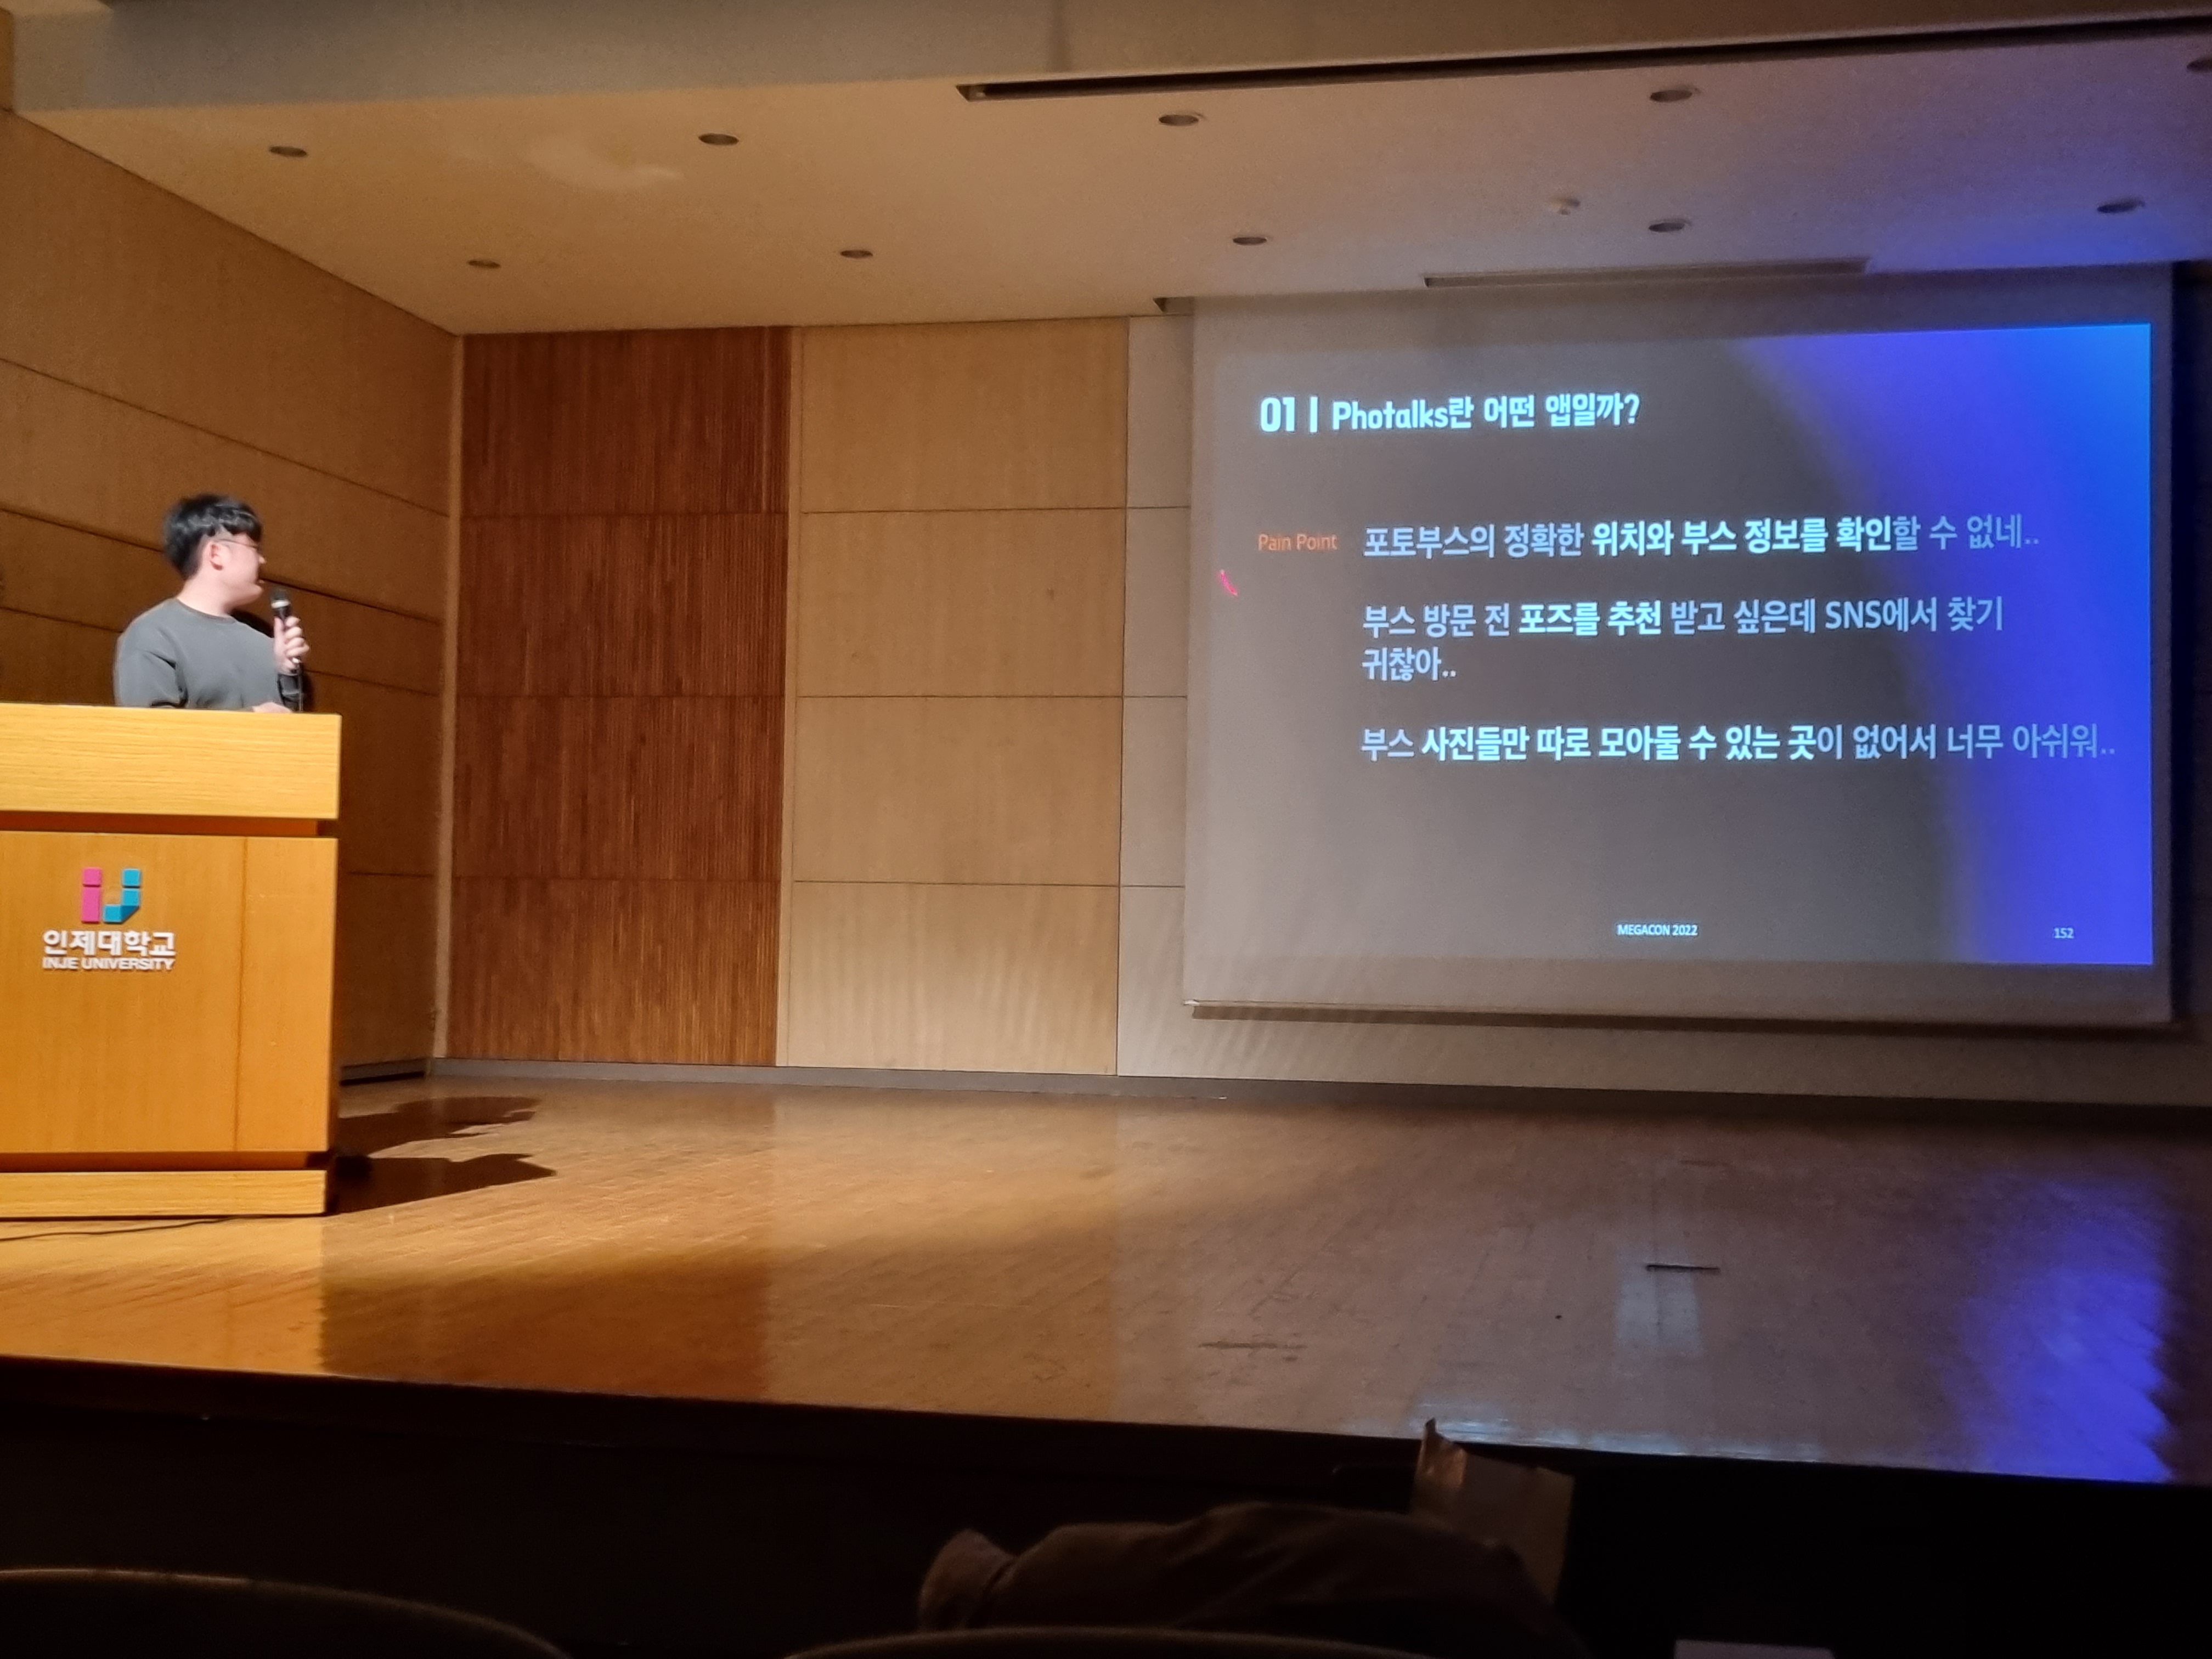 01 | Photalks란 어떤 앱일까?
Pain Point 포토부스의 정확한 위치와 부스 정보를 확인할 수 없네..
부스 방문 전 포즈를 추천 받고 싶은데 SNS에서 찾기
귀찮아..
부스 사진들만 따로 모아둘 수 있는 곳이 없어서 너무 아쉬워..
MEGACON 2022
152
인제대학교
INJE UNIVERSITY